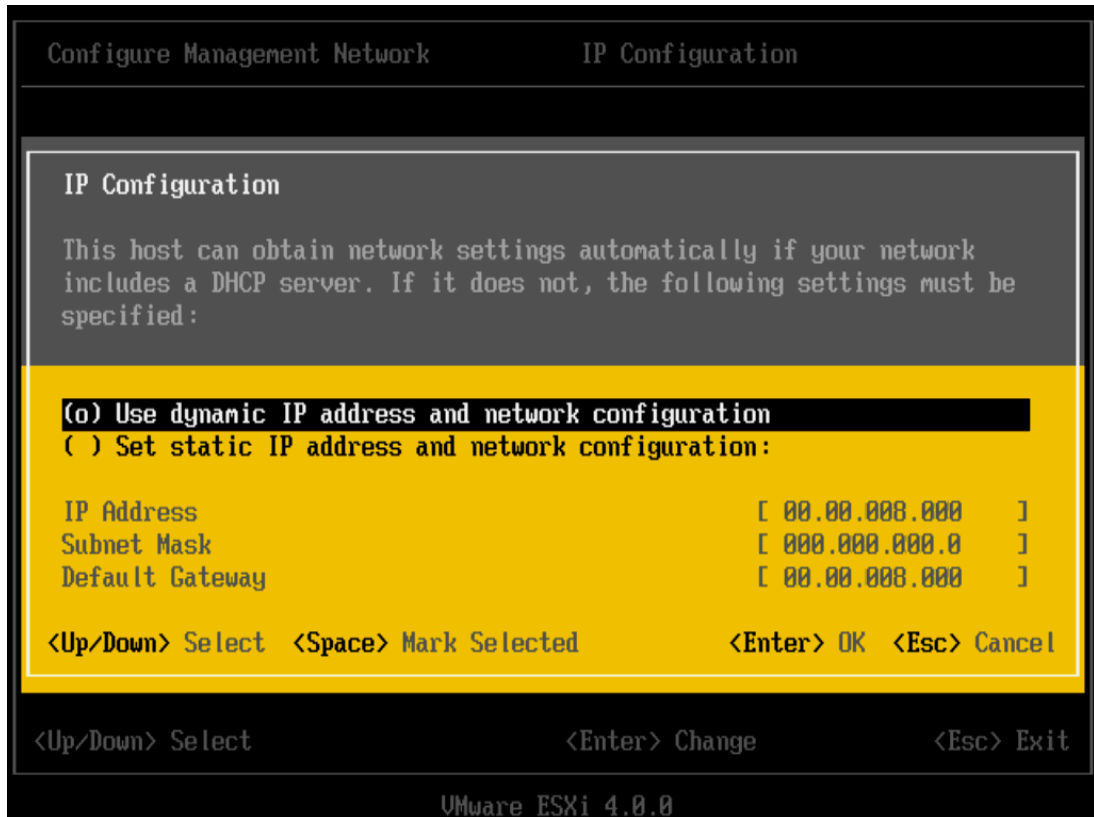 Configure Management Network IP Configuration
IP Configuration
This host can obtain network settings automatically if your network
includes a DHCP server. If it does not, the following settings must be
specified:
(o) Use dynamic IP address and network configuration
( ) Set static IP address and network configuration:
IP Address [ 00.00.008.000 ]
Subnet Mask [ 000.000.000.0 ]
Default Gateway [ 00.00.008.000 ]
<Up/Down> Select <Space> Mark Selected <Enter> OK <Esc> Cancel
<Up/Down> Select <Enter> Change <Esc> Exit
VMware ESXi 4.0.0